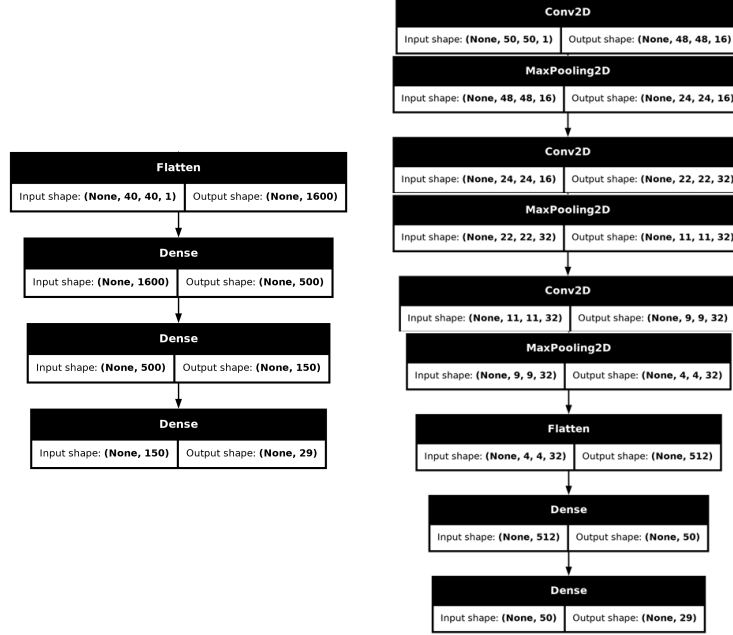 Flatten
Input shape: (None, 40, 40, 1) Output shape: (None, 1600)
Dense
Input shape: (None, 1600) Output shape: (None, 500)
Dense
Input shape: (None, 500) Output shape: (None, 150)
Dense
Input shape: (None, 150) Output shape: (None, 29)
Conv2D
Input shape: (None, 50, 50, 1) Output shape: (None, 48, 48, 16)
MaxPooling2D
Input shape: (None, 48, 48, 16) Output shape: (None, 24, 24, 16)
Conv2D
Input shape: (None, 24, 24, 16) Output shape: (None, 22, 22, 32)
MaxPooling2D
Input shape: (None, 22, 22, 32) Output shape: (None, 11, 11, 32)
Conv2D
Input shape: (None, 11, 11, 32) Output shape: (None, 9, 9, 32)
MaxPooling2D
Input shape: (None, 9, 9, 32) Output shape: (None, 4, 4, 32)
Flatten
Input shape: (None, 4, 4, 32) Output shape: (None, 512)
Dense
Input shape: (None, 512) Output shape: (None, 50)
Dense
Input shape: (None, 50) Output shape: (None, 29)